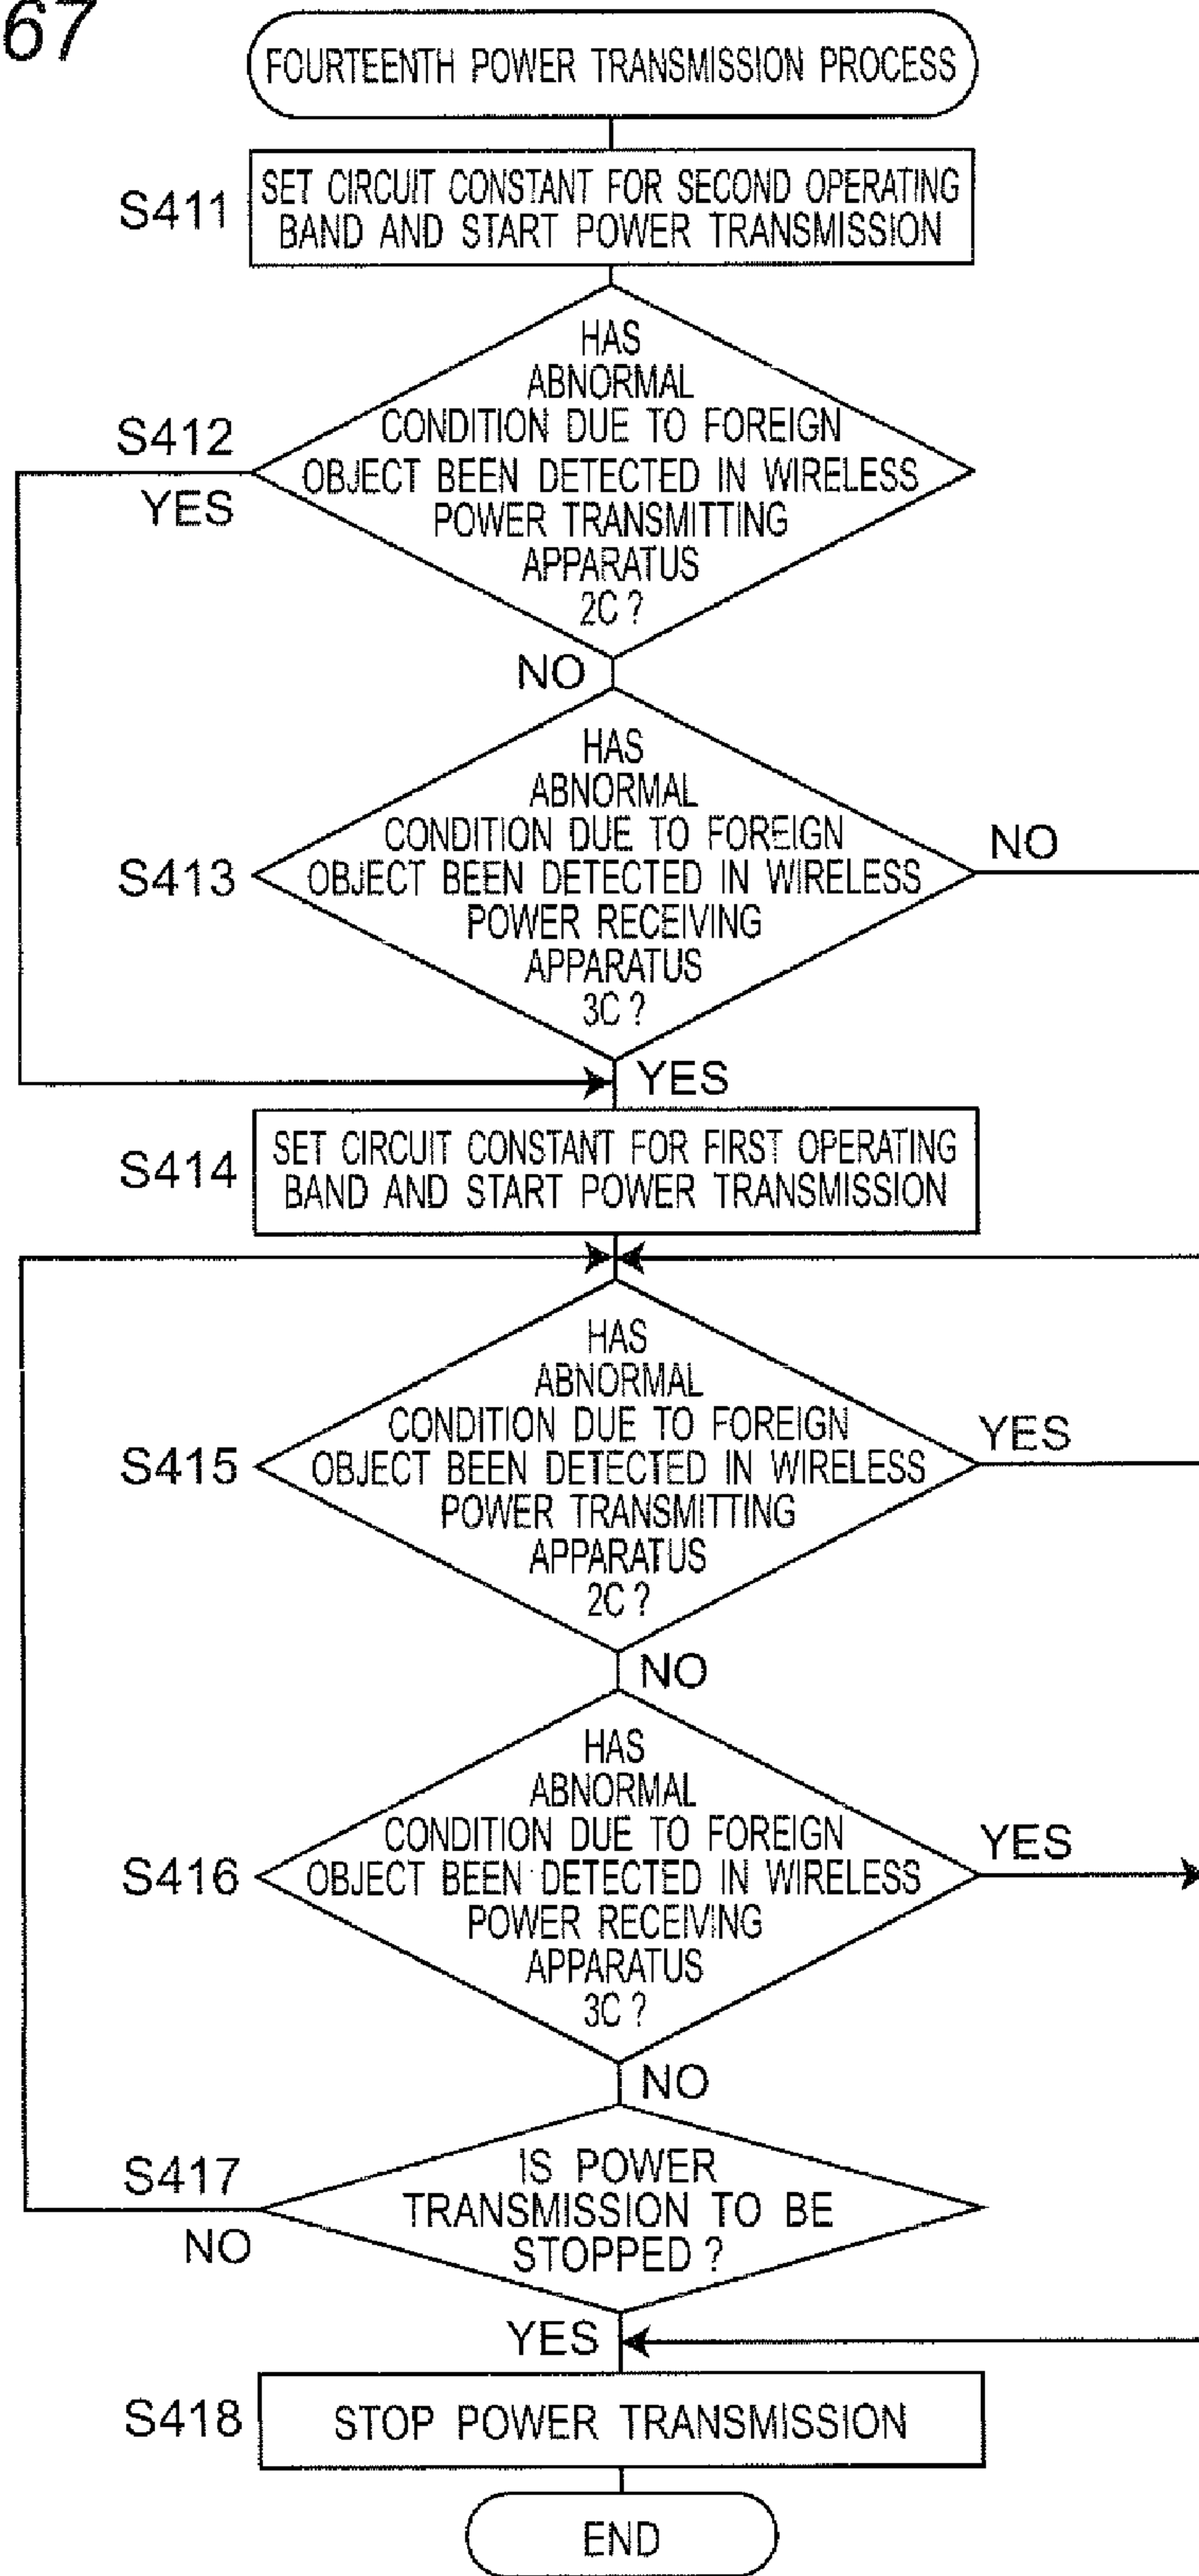 67
FOURTEENTH POWER TRANSMISSION PROCESS
S411
SET CIRCUIT CONSTANT FOR SECOND OPERATING
BAND AND START POWER TRANSMISSION
S412
YES
HAS
ABNORMAL
CONDITION DUE TO FOREIGN
OBJECT BEEN DETECTED IN WIRELESS
POWER TRANSMITTING
APPARATUS
2C ?
NO
S413
HAS
ABNORMAL
CONDITION DUE TO FOREIGN
OBJECT BEEN DETECTED IN WIRELESS
POWER RECEIVING
APPARATUS
3C ?
NO
YES
S414
SET CIRCUIT CONSTANT FOR FIRST OPERATING
BAND AND START POWER TRANSMISSION
S415
HAS
ABNORMAL
CONDITION DUE TO FOREIGN
OBJECT BEEN DETECTED IN WIRELESS
POWER TRANSMITTING
APPARATUS
2C ?
YES
NO
S416
HAS
ABNORMAL
CONDITION DUE TO FOREIGN
OBJECT BEEN DETECTED IN WIRELESS
POWER RECEIVING
APPARATUS
3C ?
YES
NO
S417
NO
IS POWER
TRANSMISSION TO BE
STOPPED ?
YES
S418
STOP POWER TRANSMISSION
END